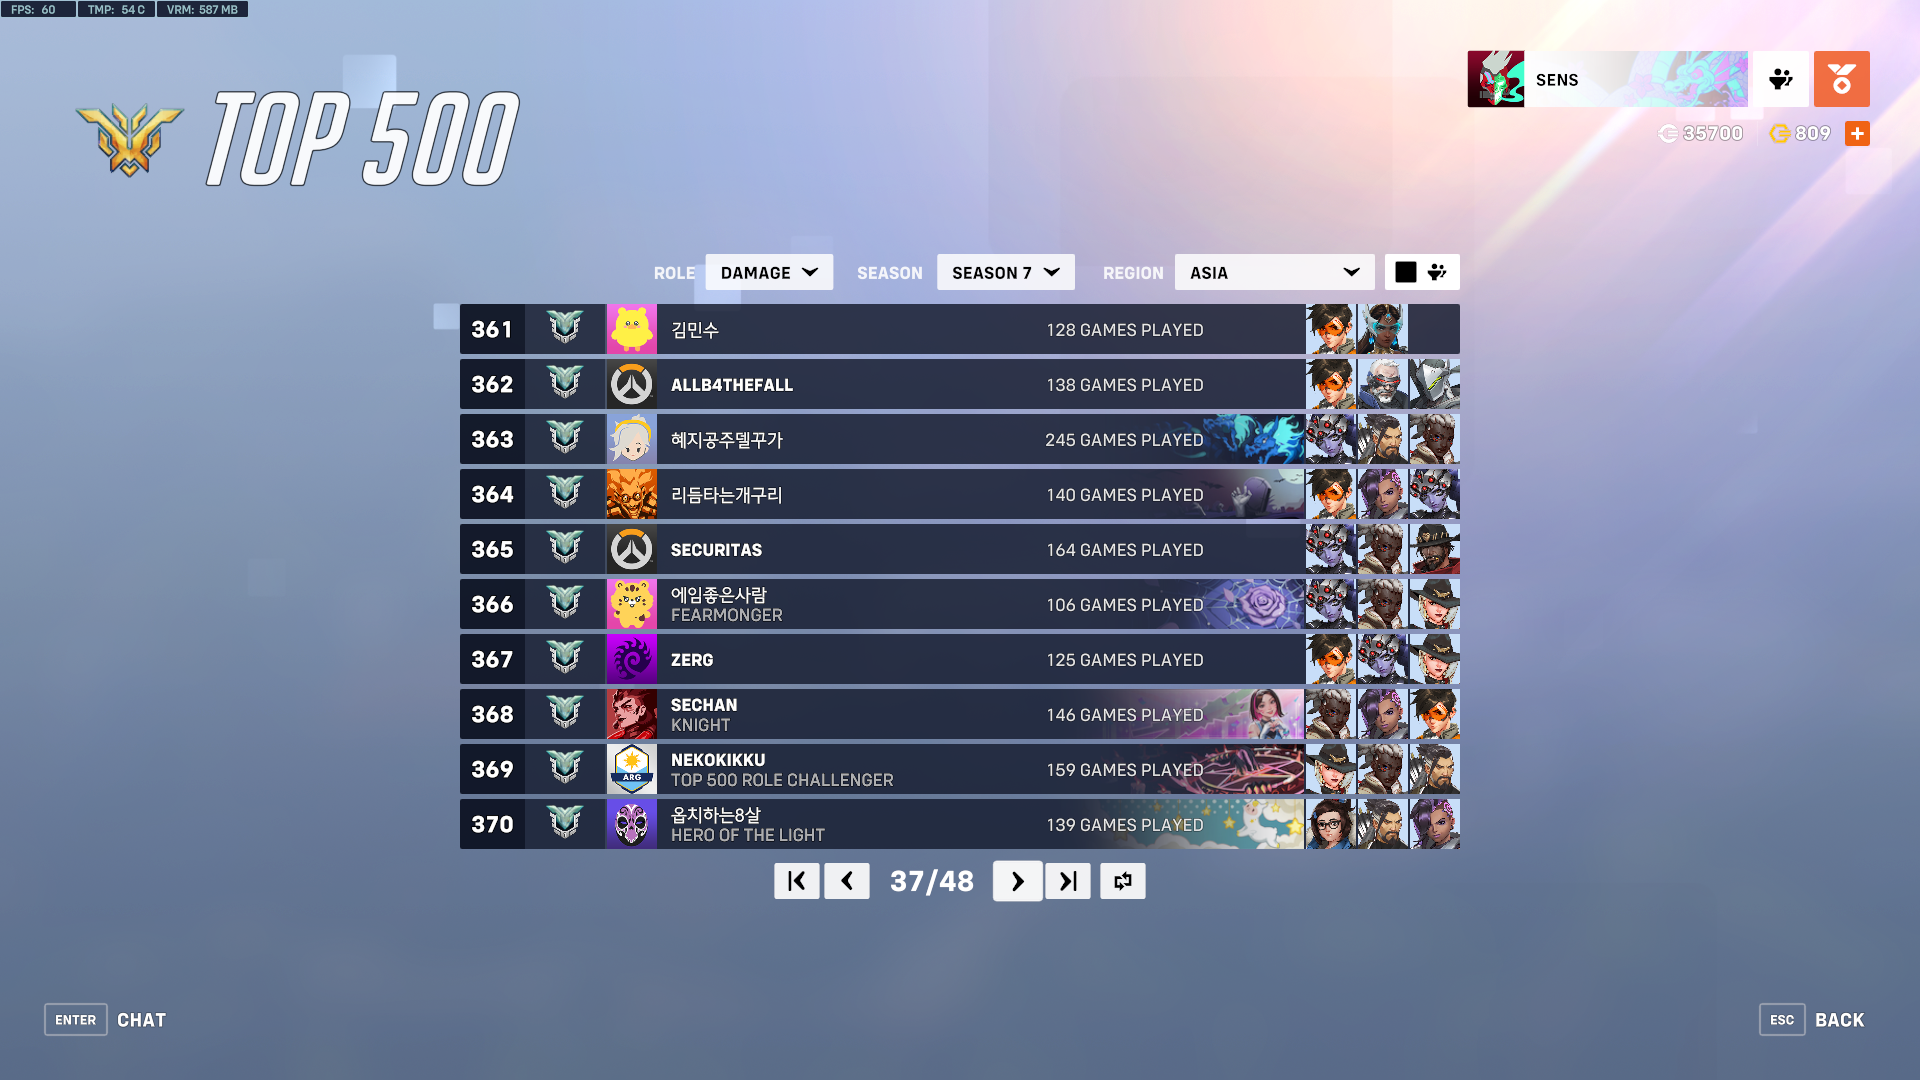 FPS: 60 TMP: 54 C VRM: 587 MB
TOP 500
SENS
35700 809
ROLE DAMAGE SEASON SEASON 7 REGION ASIA
361 김민수 128 GAMES PLAYED
362 ALLB4THEFALL 138 GAMES PLAYED
363 혜지공주델꾸가 245 GAMES PLAYED
364 리듬타는개구리 140 GAMES PLAYED
365 SECURITAS 164 GAMES PLAYED
366 에임좋은사람 106 GAMES PLAYED
FEARMONGER
367 ZERG 125 GAMES PLAYED
368 SECHAN 146 GAMES PLAYED
KNIGHT
369 ARG NEKOKIKKU 159 GAMES PLAYED
TOP 500 ROLE CHALLENGER
370 옵치하는8살 139 GAMES PLAYED
HERO OF THE LIGHT
37/48
ENTER CHAT
ESC BACK